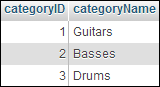 categoryID categoryName
1 Guitars
2 Basses
3 Drums